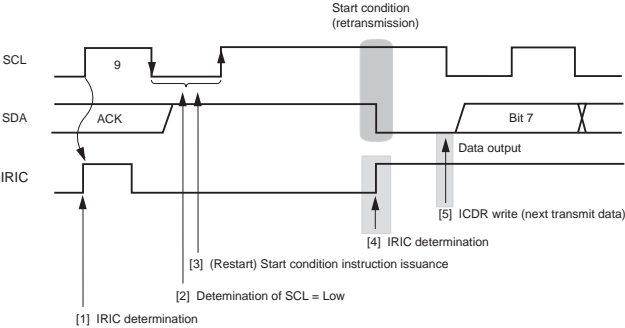 Start condition
(retransmission)
SCL
9
SDA
ACK
Bit 7
Data output
IRIC
[5] ICDR write (next transmit data)
[4] IRIC determination
[3] (Restart) Start condition instruction issuance
[2] Detemination of SCL = Low
[1] IRIC determination